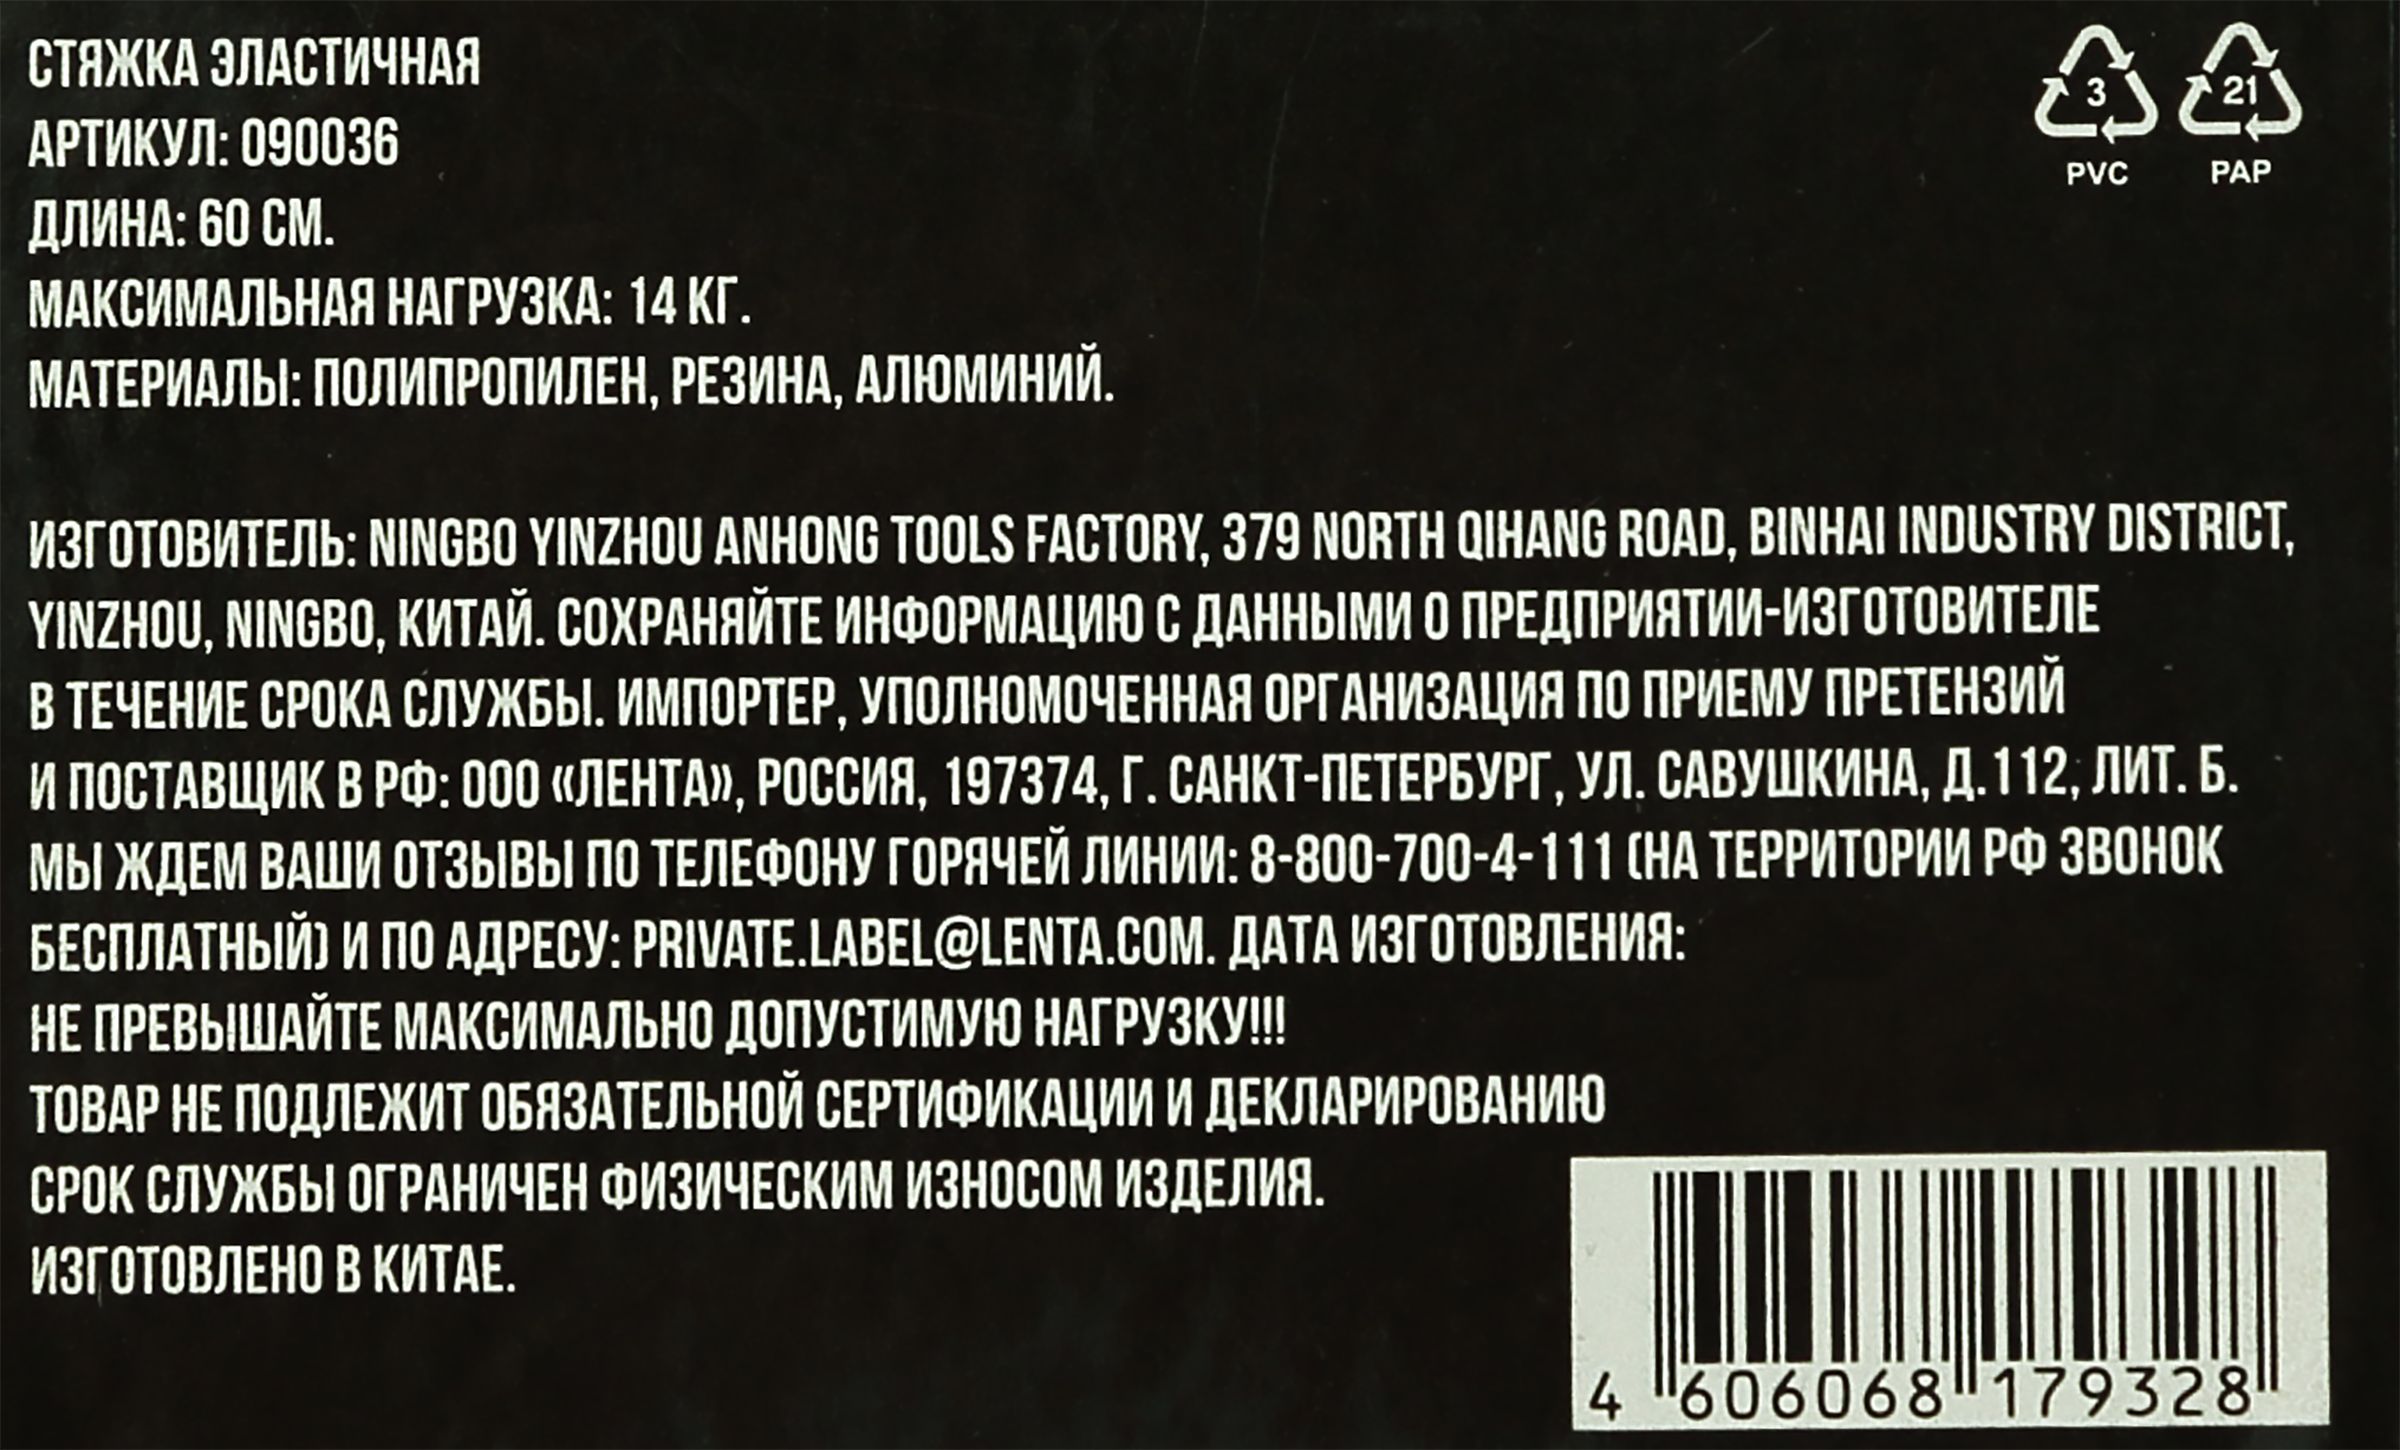 СТЯЖКА ЭЛАСТИЧНАЯ
АРТИКУЛ: 090036
ДЛИНА: 60 СМ.
МАКСИМАЛЬНАЯ НАГРУЗКА: 14 КГ.
МАТЕРИАЛЫ: ПОЛИПРОПИЛЕН, РЕЗИНА, АЛЮМИНИЙ.
3 21
PVC PAP
ИЗГОТОВИТЕЛЬ: NINGBO YINZHOU ANHONG TOOLS FACTORY, 379 NORTH QIHANG ROAD, BINHAI INDUSTRY DISTRICT,
YINZHOU, NINGBO, КИТАЙ. СОХРАНЯЙТЕ ИНФОРМАЦИЮ С ДАННЫМИ О ПРЕДПРИЯТИИ-ИЗГОТОВИТЕЛЕ
В ТЕЧЕНИЕ СРОКА СЛУЖБЫ. ИМПОРТЕР, УПОЛНОМОЧЕННАЯ ОРГАНИЗАЦИЯ ПО ПРИЕМУ ПРЕТЕНЗИЙ
И ПОСТАВЩИК В РФ: ООО «ЛЕНТА», РОССИЯ, 197374, Г. САНКТ-ПЕТЕРБУРГ, УЛ. САВУШКИНА, Д.112, ЛИТ. Б.
МЫ ЖДЕМ ВАШИ ОТЗЫВЫ ПО ТЕЛЕФОНУ ГОРЯЧЕЙ ЛИНИИ: 8-800-700-4-111 (НА ТЕРРИТОРИИ РФ ЗВОНОК
БЕСПЛАТНЫЙ) И ПО АДРЕСУ: PRIVATE.LABEL@LENTA.COM. ДАТА ИЗГОТОВЛЕНИЯ:
НЕ ПРЕВЫШАЙТЕ МАКСИМАЛЬНО ДОПУСТИМУЮ НАГРУЗКУ!!!
ТОВАР НЕ ПОДЛЕЖИТ ОБЯЗАТЕЛЬНОЙ СЕРТИФИКАЦИИ И ДЕКЛАРИРОВАНИЮ
СРОК СЛУЖБЫ ОГРАНИЧЕН ФИЗИЧЕСКИМ ИЗНОСОМ ИЗДЕЛИЯ.
ИЗГОТОВЛЕНО В КИТАЕ.
4 606068 179328